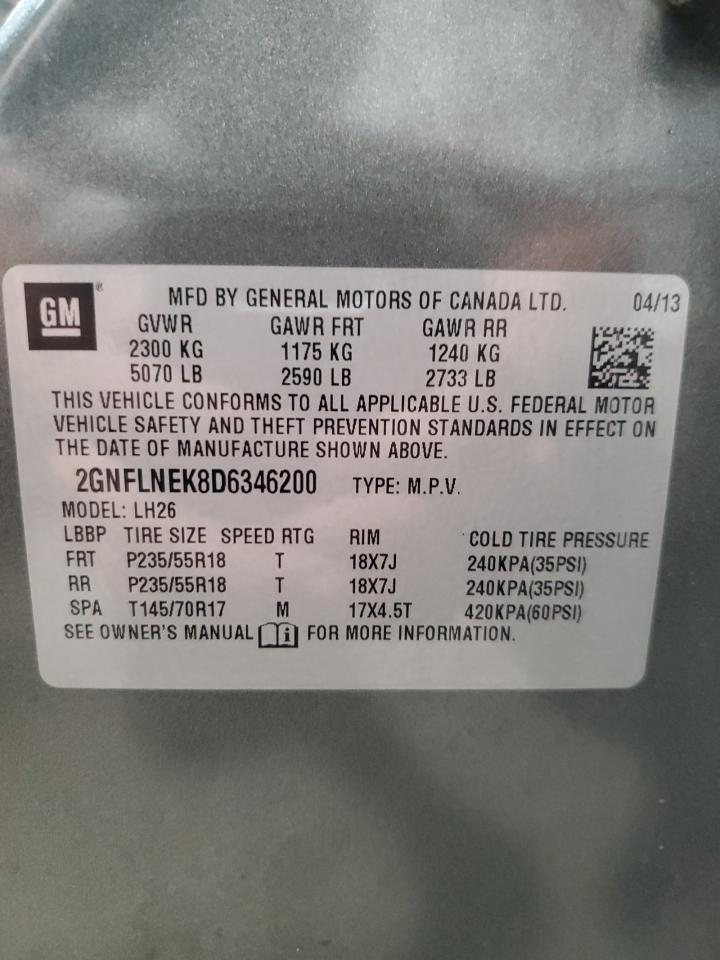 GM®
MFD BY GENERAL MOTORS OF CANADA LTD. 04/13
GVWR GAWR FRT GAWR RR
2300 KG 1175 KG 1240 KG
5070 LB 2590 LB 2733 LB
THIS VEHICLE CONFORMS TO ALL APPLICABLE U.S. FEDERAL MOTOR
VEHICLE SAFETY AND THEFT PREVENTION STANDARDS IN EFFECT ON
THE DATE OF MANUFACTURE SHOWN ABOVE.
2GNFLNEK8D6346200 TYPE: M.P.V.
MODEL: LH26
LBBP TIRE SIZE SPEED RTG RIM COLD TIRE PRESSURE
FRT P235/55R18 T 18X7J 240KPA(35PSI)
RR P235/55R18 T 18X7J 240KPA(35PSI)
SPA T145/70R17 M 17X4.5T 420KPA(60PSI)
SEE OWNER'S MANUAL i FOR MORE INFORMATION.